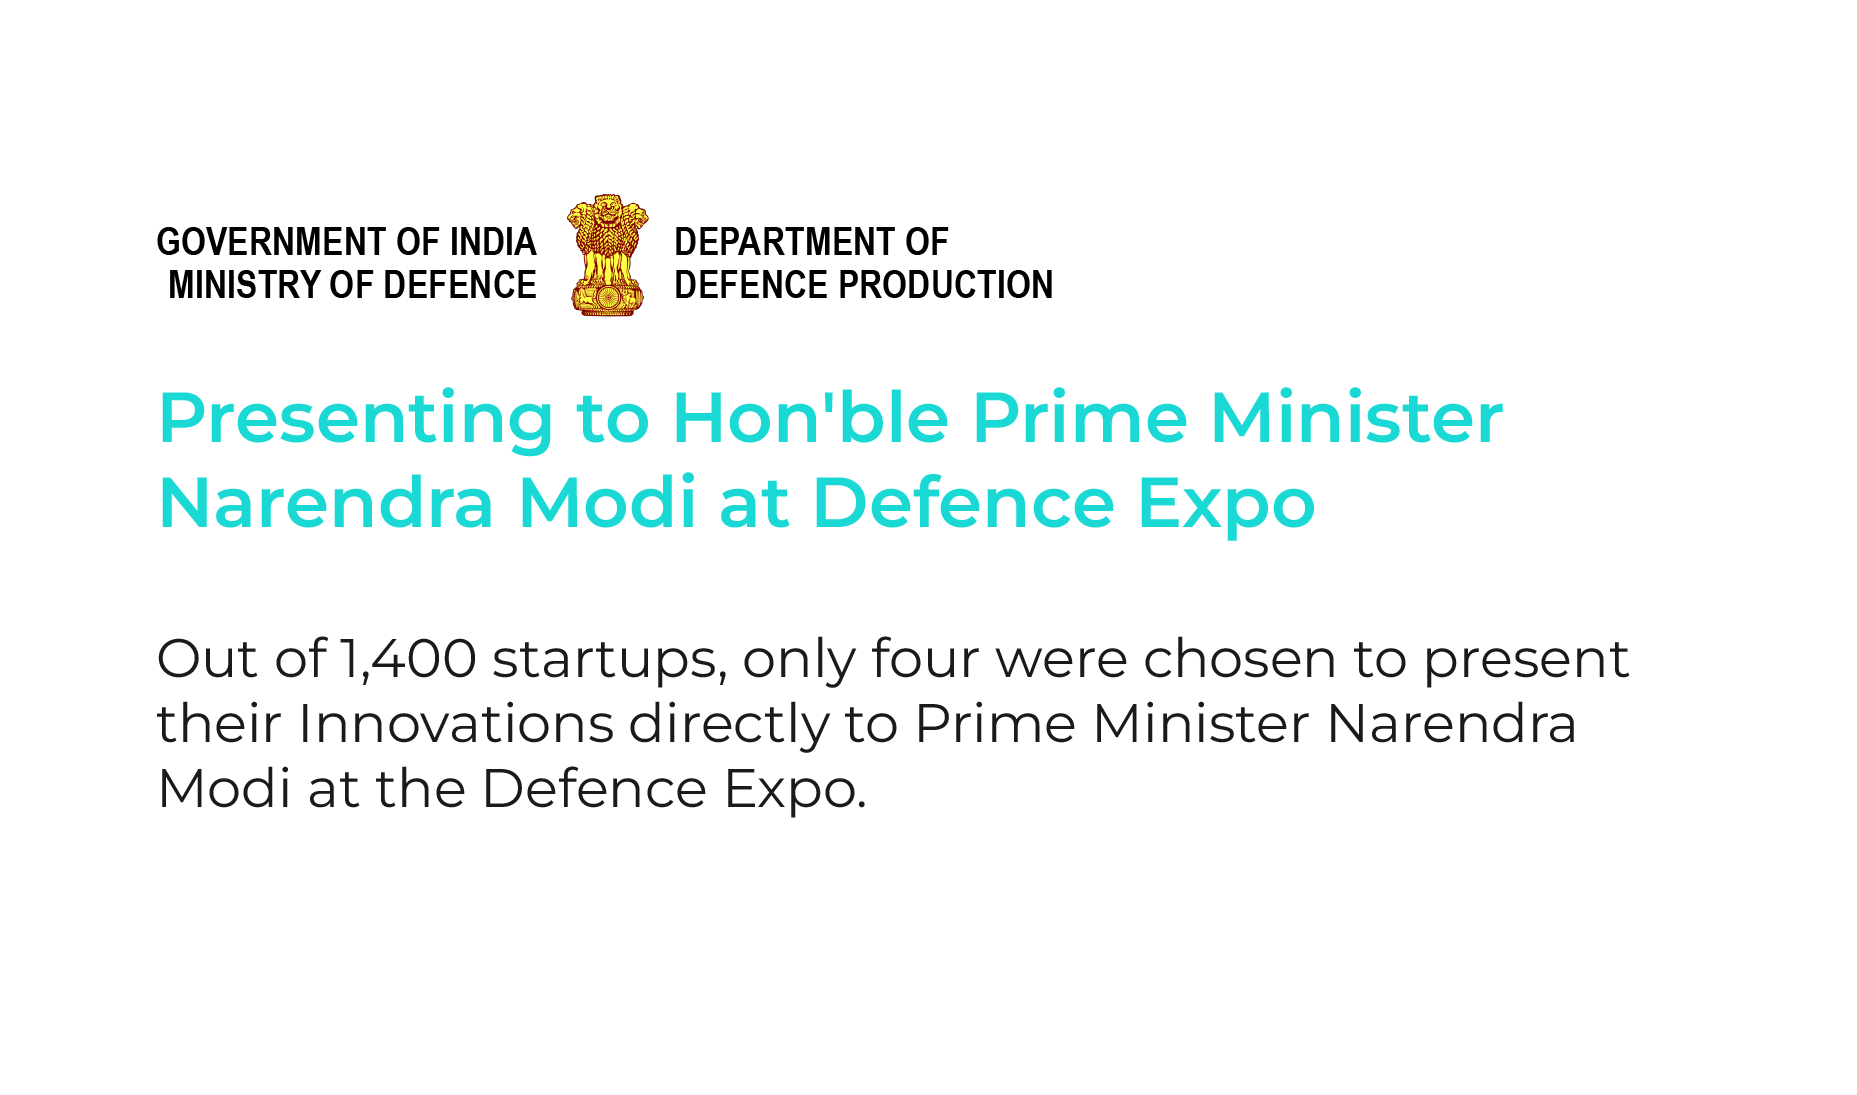 GOVERNMENT OF INDIA
MINISTRY OF DEFENCE
DEPARTMENT OF
DEFENCE PRODUCTION
Presenting to Hon'ble Prime Minister
Narendra Modi at Defence Expo
Out of 1,400 startups, only four were chosen to present
their Innovations directly to Prime Minister Narendra
Modi at the Defence Expo.